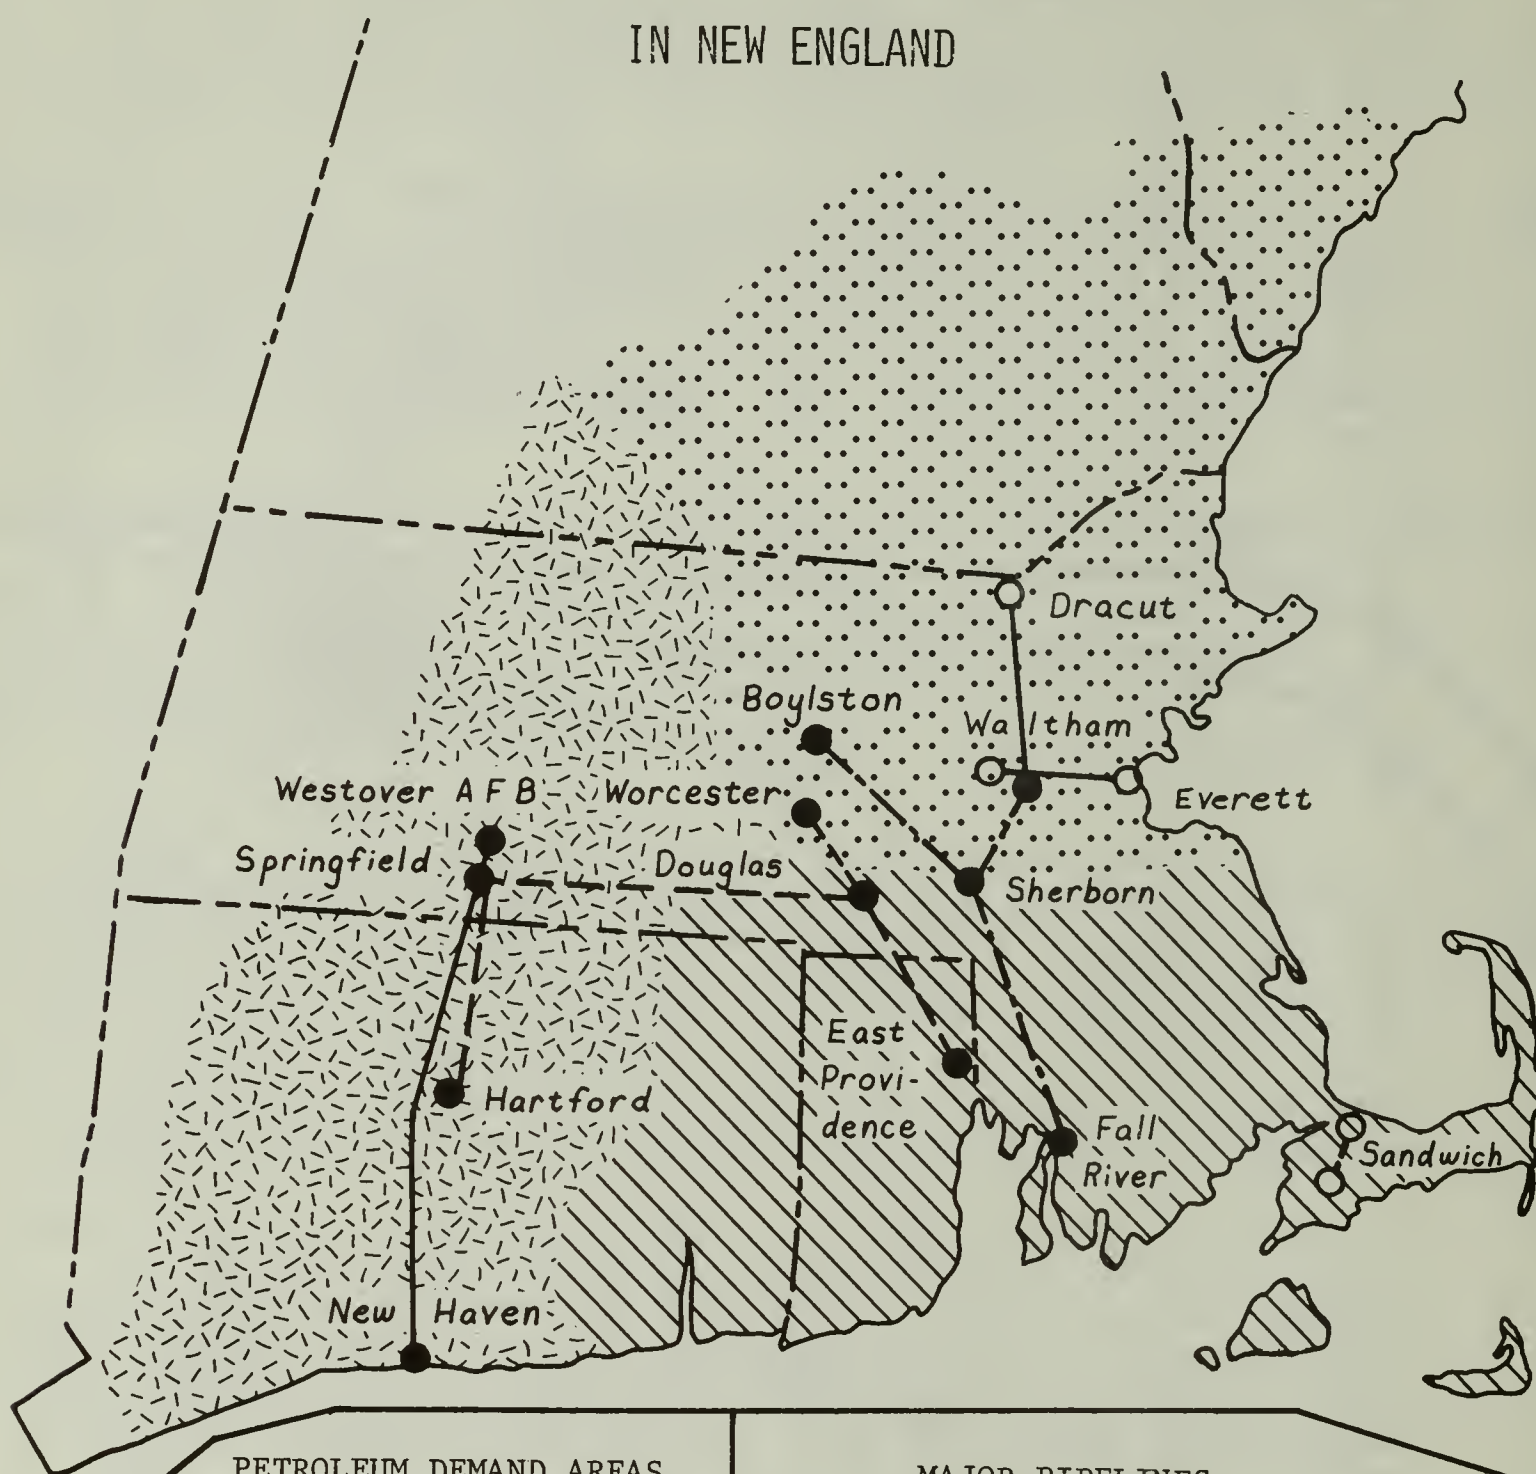 IN NEW ENGLAND
Dracut
Boylston
Waltham
Westover AFB
Worcester
Everett
Springfield
Douglas
Sherborn
East
Provi-
dence
Hartford
Fall
River
Sandwich
New Haven
PETROLEUM DEMAND AREAS
MAJOR PIPELINES